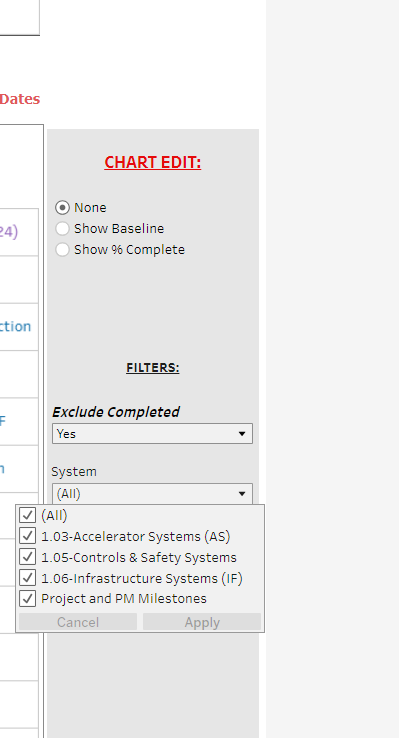 Dates
CHART EDIT:
None
24)
Show Baseline
Show % Complete
ction
FILTERS:
Exclude Completed
F
Yes
System
(All)
(All)
1.03-Accelerator Systems (AS)
1.05-Controls & Safety Systems
1.06-Infrastructure Systems (IF)
Project and PM Milestones
Cancel
Apply